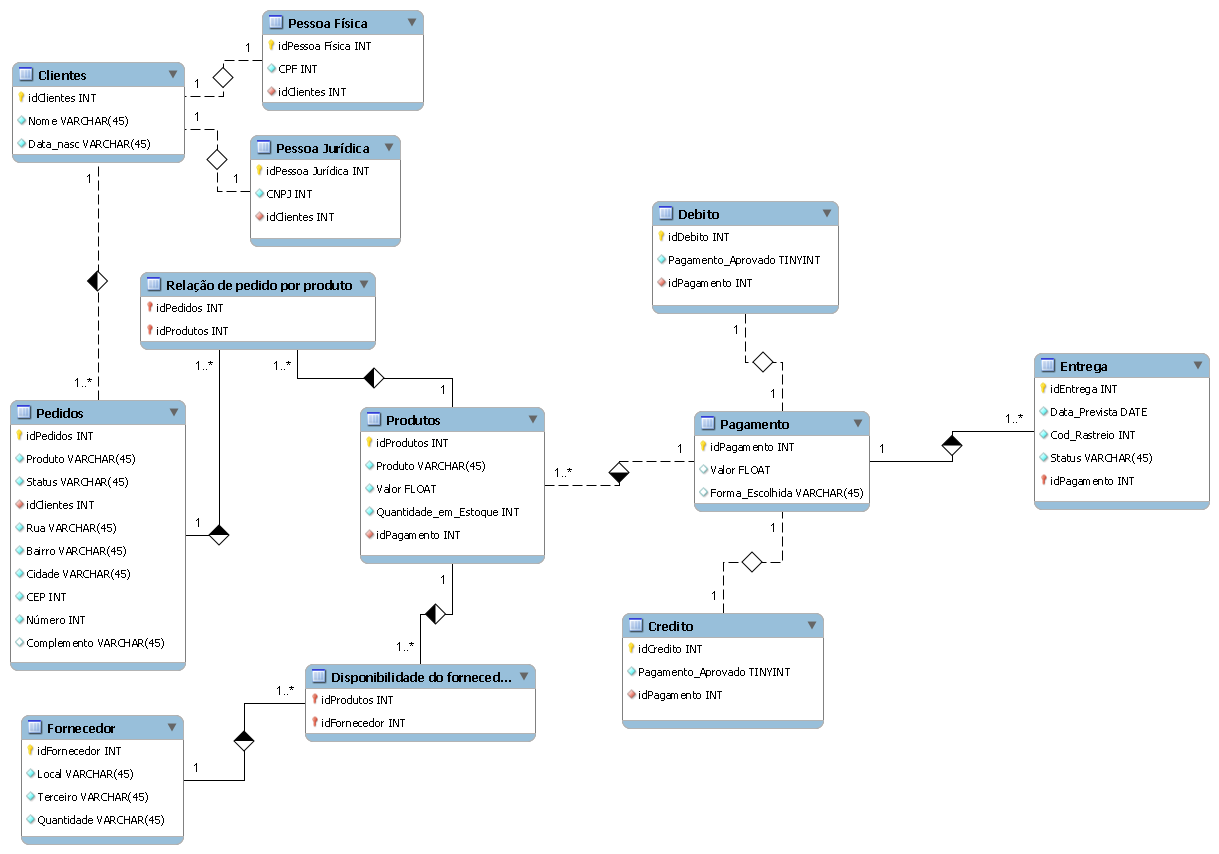 Pessoa Física
idPessoa Física INT
CPF INT
idClientes INT
1
1
Clientes
idClientes INT
Nome VARCHAR(45)
Data_nasc VARCHAR(45)
1
1
Pessoa Jurídica
idPessoa Jurídica INT
CNPJ INT
idClientes INT
1
1..*
Relação de pedido por produto
idPedidos INT
idProdutos INT
1..*
1..*
1
1
Pedidos
idPedidos INT
Produto VARCHAR(45)
Status VARCHAR(45)
idClientes INT
Rua VARCHAR(45)
Bairro VARCHAR(45)
Cidade VARCHAR(45)
CEP INT
Número INT
Complemento VARCHAR(45)
Produtos
idProdutos INT
Produto VARCHAR(45)
Valor FLOAT
Quantidade_em_Estoque INT
idPagamento INT
1..*
1
1
1..*
Debito
idDebito INT
Pagamento_Aprovado TINYINT
idPagamento INT
1
1
Pagamento
idPagamento INT
Valor FLOAT
Forma_Escolhida VARCHAR(45)
1
1..*
Entrega
idEntrega INT
Data_Prevista DATE
Cod_Rastreio INT
Status VARCHAR(45)
idPagamento INT
1
1
Credito
idCredito INT
Pagamento_Aprovado TINYINT
idPagamento INT
Disponibilidade do forneced...
idProdutos INT
idFornecedor INT
1..*
1
Fornecedor
idFornecedor INT
Local VARCHAR(45)
Terceiro VARCHAR(45)
Quantidade VARCHAR(45)